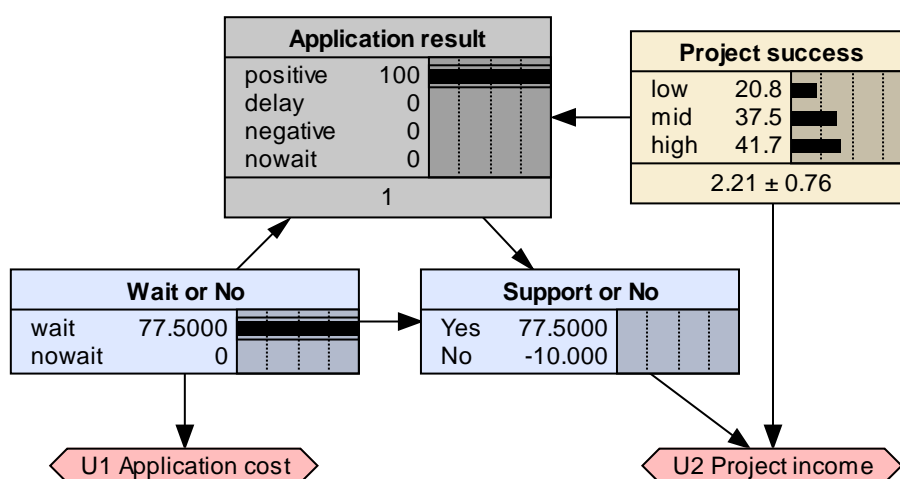 Application result
positive 100
delay 0
negative 0
nowait 0
1
Project success
low 20.8
mid 37.5
high 41.7
2.21 ± 0.76
Wait or No
wait 77.5000
nowait 0
Support or No
Yes 77.5000
No -10.000
U1 Application cost
U2 Project income